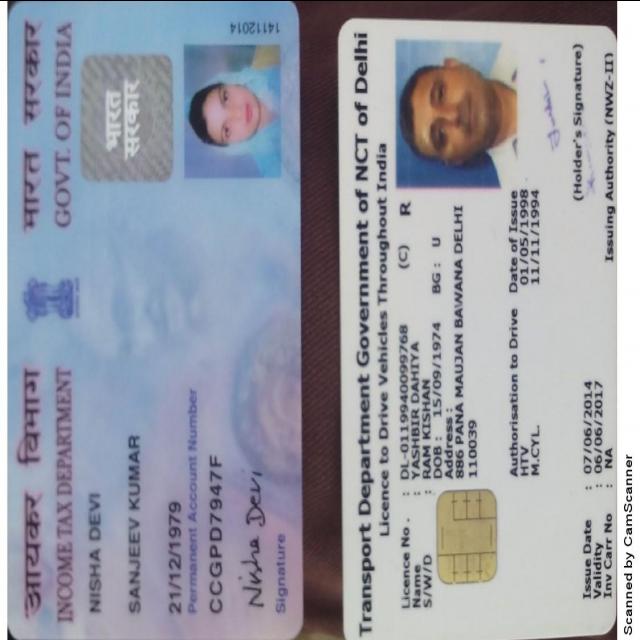 आयकर विभाग
INCOME TAX DEPARTMENT
भारत सरकार
GOVT. OF INDIA
NISHA DEVI
SANJEEV KUMAR
21/12/1979
Permanent Account Number
CCGPD7947F
Nisha Devi
Signature
भारत
सरकार
14112014
Transport Department Government of NCT of Delhi
Licence to Drive Vehicles Throughout India
Licence No. : DL-0119940099768 (C) R
Name : YASHBIR DAHIYA
S/W/D : RAM KISHAN
DOB : 15/09/1974 BG : U
Address :
886 PANA MAUJAN BAWANA DELHI
110039
Authorisation to Drive Date of Issue
HTV 01/05/1998
M.CYL. 11/11/1994
(Holder's Signature)
Issue Date : 07/06/2014
Validity : 06/06/2017
Inv Carr No : NA
Issuing Authority (NWZ-II)
Scanned by CamScanner